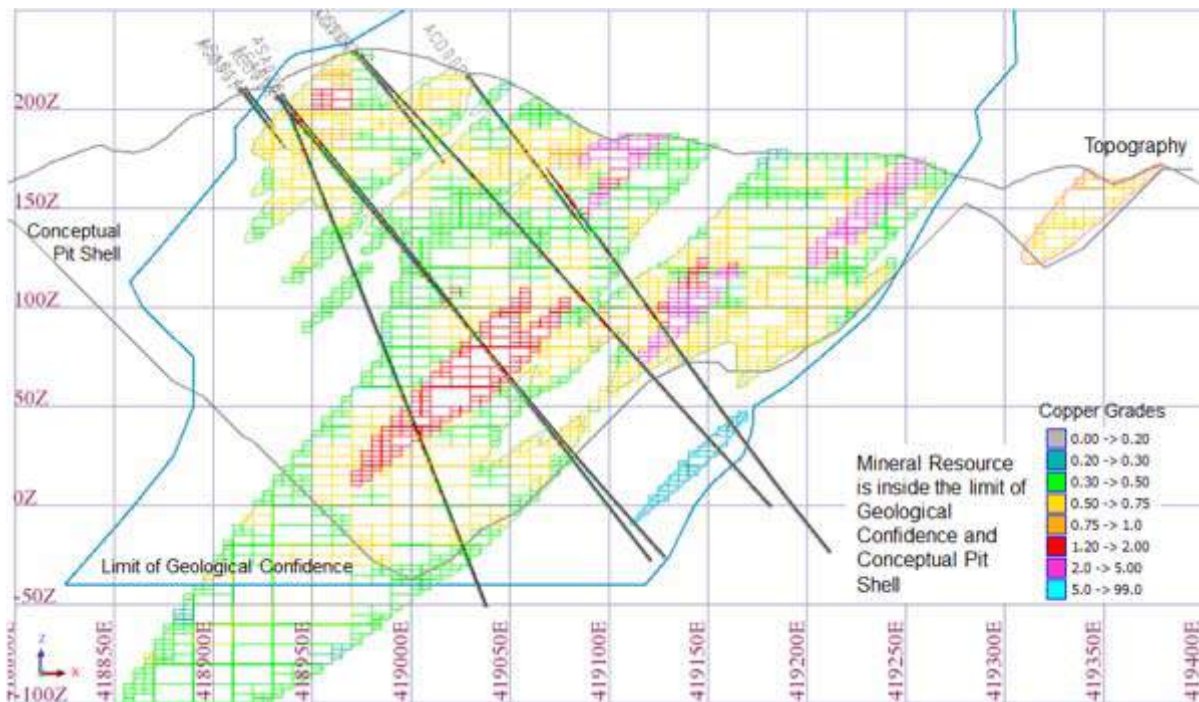 200Z
150Z
100Z
50Z
0Z
-50Z
-100Z
Topography
Conceptual
Pit Shell
Limit of Geological Confidence
Mineral Resource
is inside the limit of
Geological
Confidence and
Conceptual Pit
Shell
Copper Grades
0.00 -> 0.20
0.20 -> 0.30
0.30 -> 0.50
0.50 -> 0.75
0.75 -> 1.0
1.20 -> 2.00
2.0 -> 5.00
5.0 -> 99.0
Z
X
418850E
418900E
418950E
419000E
419050E
419100E
419150E
419200E
419250E
419300E
419350E
419400E